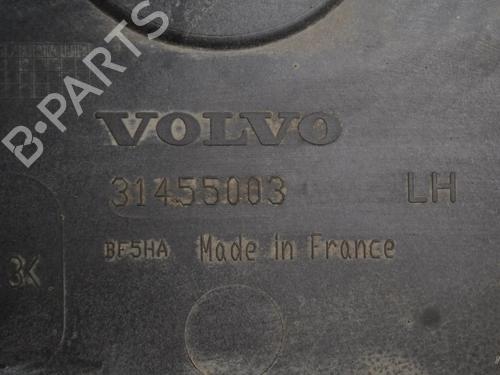 B-PARTS
VOLVO
31455003 LH
BF5HA Made in France
3K